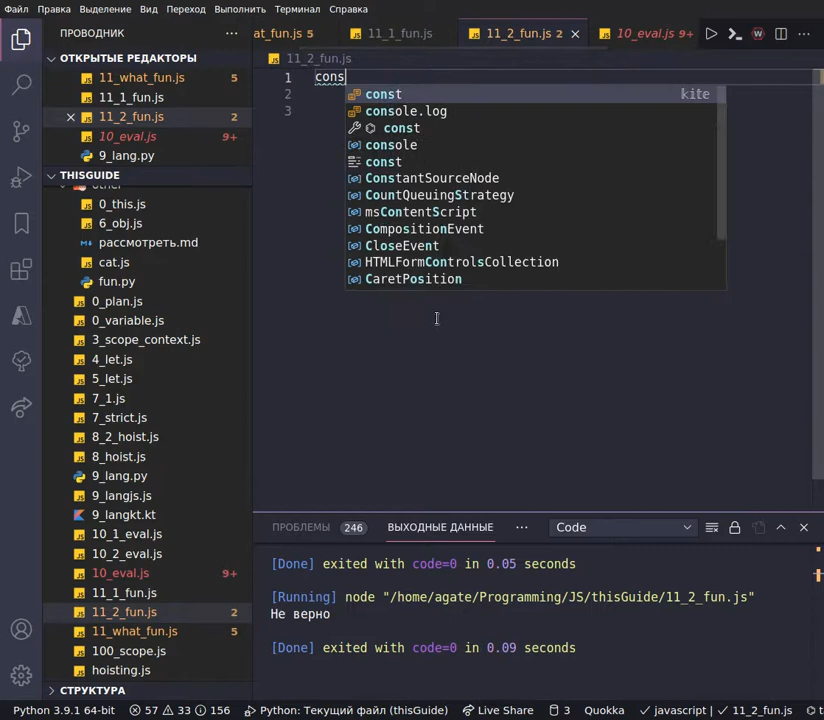 Файл Правка Выделение Вид Переход Выполнить Терминал Справка
ПРОВОДНИК ···
at_fun.js 5
11_1_fun.js
11_2_fun.js 2
10_eval.js 9+
ОТКРЫТЫЕ РЕДАКТОРЫ
11_what_fun.js 5
11_1_fun.js
11_2_fun.js 2
10_eval.js 9+
9_lang.py
11_2_fun.js
1 cons
2
3
const kite
console.log
const
console
const
ConstantSourceNode
CountQueuingStrategy
msContentScript
CompositionEvent
CloseEvent
HTMLFormControlsCollection
CaretPosition
THISGUIDE
0_this.js
6_obj.js
рассмотреть.md
cat.js
fun.py
0_plan.js
0_variable.js
3_scope_context.js
4_let.js
5_let.js
7_1.js
7_strict.js
8_2_hoist.js
8_hoist.js
9_lang.py
9_langjs.js
9_langkt.kt
10_1_eval.js
10_2_eval.js
10_eval.js 9+
11_1_fun.js
11_2_fun.js 2
11_what_fun.js 5
100_scope.js
hoisting.js
СТРУКТУРА
ПРОБЛЕМЫ 246 ВЫХОДНЫЕ ДАННЫЕ ··· Code
[Done] exited with code=0 in 0.05 seconds
[Running] node "/home/agate/Programming/JS/thisGuide/11_2_fun.js"
Не верно
[Done] exited with code=0 in 0.09 seconds
Python 3.9.1 64-bit 57 33 156 Python: Текущий файл (thisGuide) Live Share 3 Quokka javascript | 11_2_fun.js